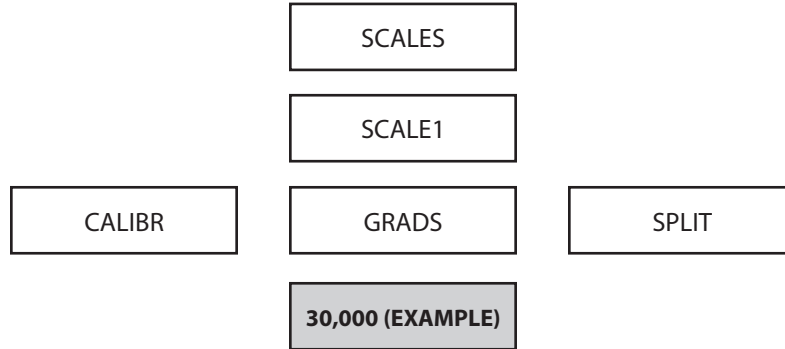 SCALES
SCALE1
CALIBR
GRADS
SPLIT
30,000 (EXAMPLE)